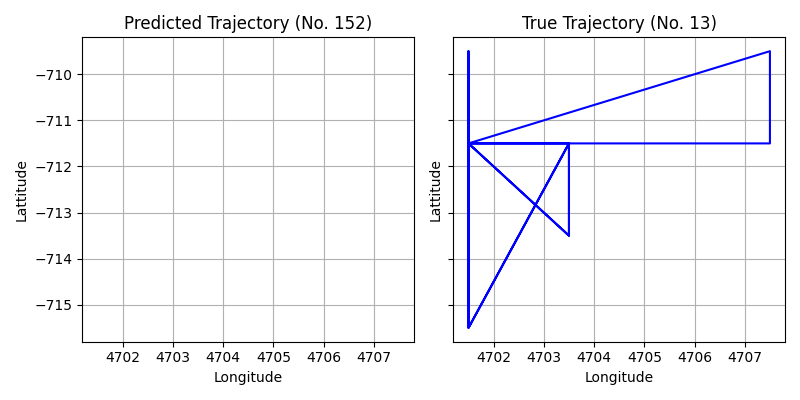 Predicted Trajectory (No. 152)
True Trajectory (No. 13)
−710
−711
−712
−713
−714
−715
Lattitude
Lattitude
4702 4703 4704 4705 4706 4707
4702 4703 4704 4705 4706 4707
Longitude
Longitude